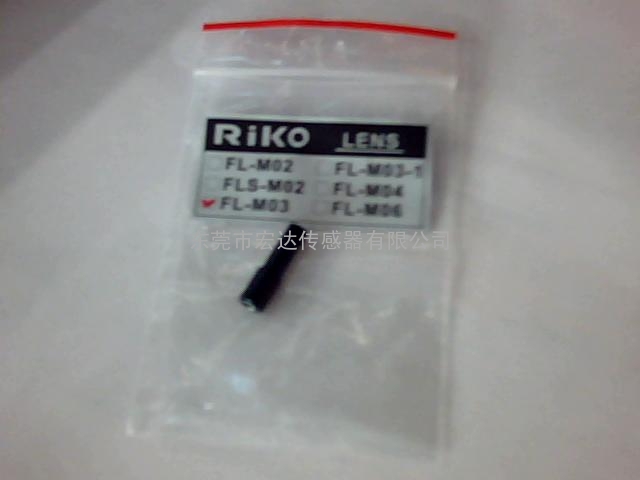 RiKO LENS
FL-M02 FL-M03-1
FLS-M02 FL-M04
FL-M03 FL-M06
东莞市宏达传感器有限公司